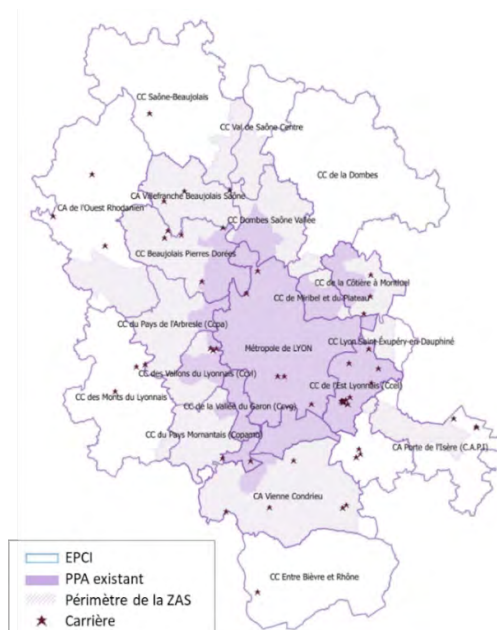 CC Saône-Beaujolais
CC Val de Saône Centre
CC de la Dombes
CA Villefranche Beaujolais Saône
CA de l'Ouest Rhodanien
CC Dombes Saône Vallée
CC Beaujolais Pierres Dorées
CC de la Côtière à Montluel
CC de Miribel et du Plateau
CC du Pays de l'Arbresle (Ccpa)
CC Lyon Saint-Exupéry-en-Dauphiné
Métropole de LYON
CC des Vallons du Lyonnais (Ccvl)
CC de l'Est Lyonnais (Ccel)
CC des Monts du Lyonnais
CC de la Vallée du Garon (Ccvg)
CC du Pays Mornantais (Copamo)
CA Porte de l'Isère (C.A.P.I)
CA Vienne Condrieu
CC Entre Bièvre et Rhône
EPCI
PPA existant
Périmètre de la ZAS
Carrière